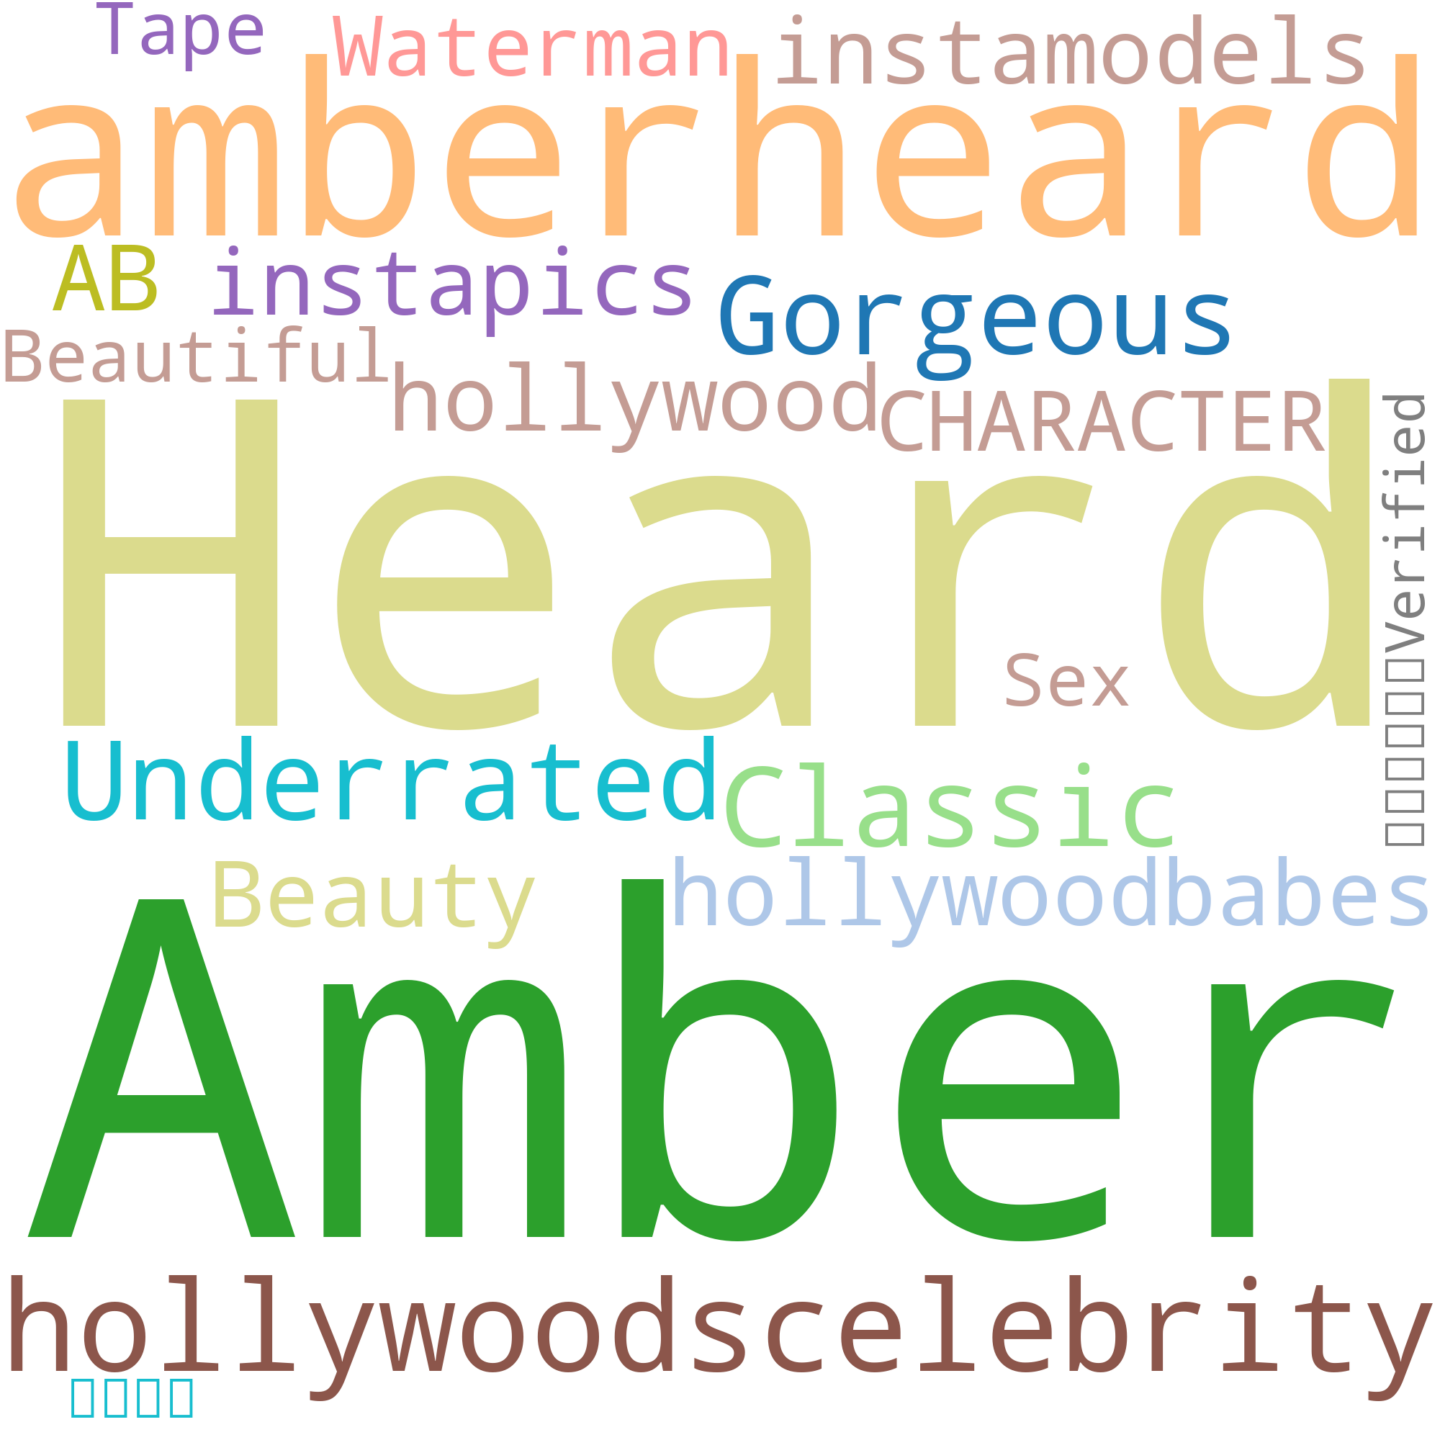 Tape
Waterman
instamodels
amberheard
AB
instapics
Gorgeous
Beautiful
hollywood
CHARACTER
Verified
Heard
Sex
Underrated
Classic
Beauty
hollywoodbabes
Amber
hollywoodscelebrity